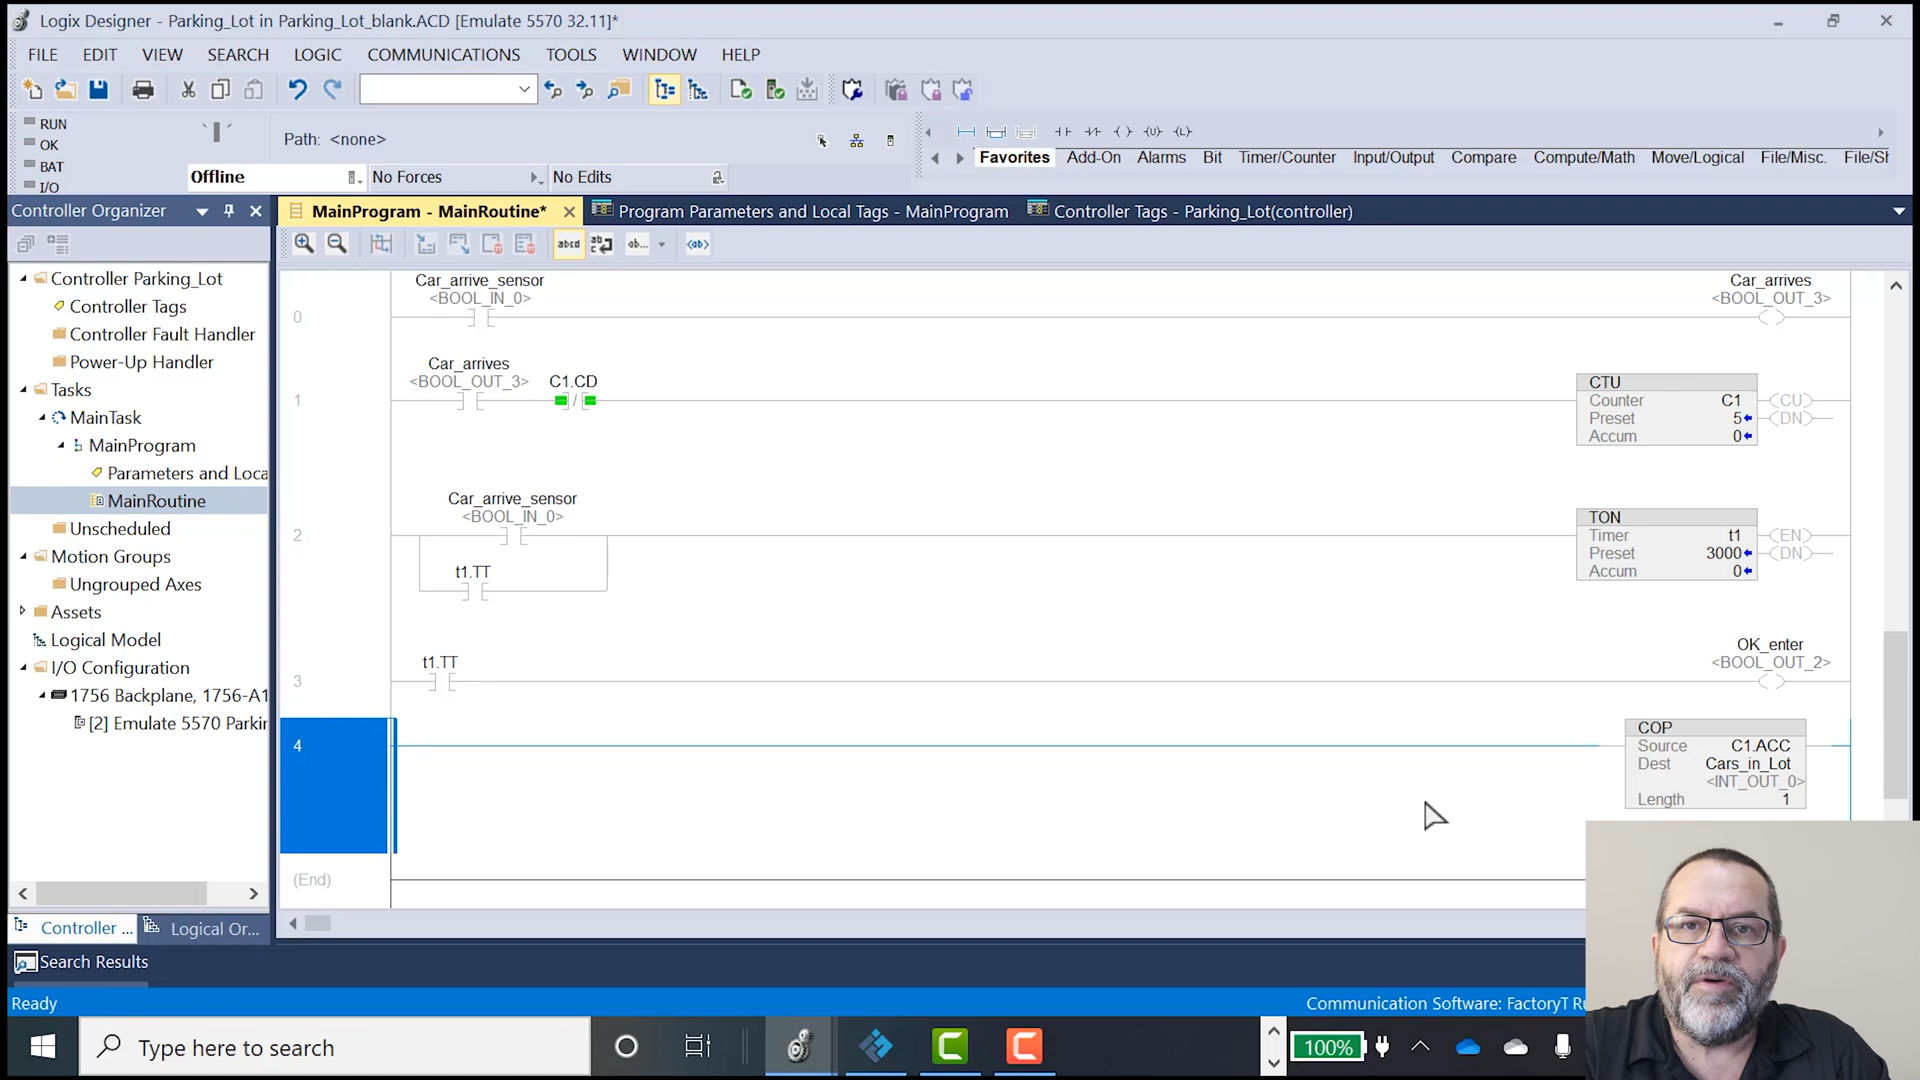 Logix Designer - Parking_Lot in Parking_Lot_blank.ACD [Emulate 5570 32.11]*
FILE EDIT VIEW SEARCH LOGIC COMMUNICATIONS TOOLS WINDOW HELP
RUN
OK
BAT
I/O
Path: <none>
Offline
No Forces
No Edits
Favorites Add-On Alarms Bit Timer/Counter Input/Output Compare Compute/Math Move/Logical File/Misc. File/Sh
Controller Organizer
MainProgram - MainRoutine*
Program Parameters and Local Tags - MainProgram
Controller Tags - Parking_Lot(controller)
Controller Parking_Lot
Controller Tags
Controller Fault Handler
Power-Up Handler
Tasks
MainTask
MainProgram
Parameters and Loca
MainRoutine
Unscheduled
Motion Groups
Ungrouped Axes
Assets
Logical Model
I/O Configuration
1756 Backplane, 1756-A1
[2] Emulate 5570 Parkin
Controller ...
Logical Or...
Car_arrive_sensor
<BOOL_IN_0>
Car_arrives
<BOOL_OUT_3>
0
Car_arrives
<BOOL_OUT_3>
C1.CD
1
CTU
Counter C1
Preset 5
Accum 0
CU
DN
Car_arrive_sensor
<BOOL_IN_0>
2
t1.TT
TON
Timer t1
Preset 3000
Accum 0
EN
DN
t1.TT
3
OK_enter
<BOOL_OUT_2>
4
COP
Source C1.ACC
Dest Cars_in_Lot
<INT_OUT_0>
Length 1
(End)
Search Results
Ready
Communication Software: FactoryT Ru
Type here to search
100%